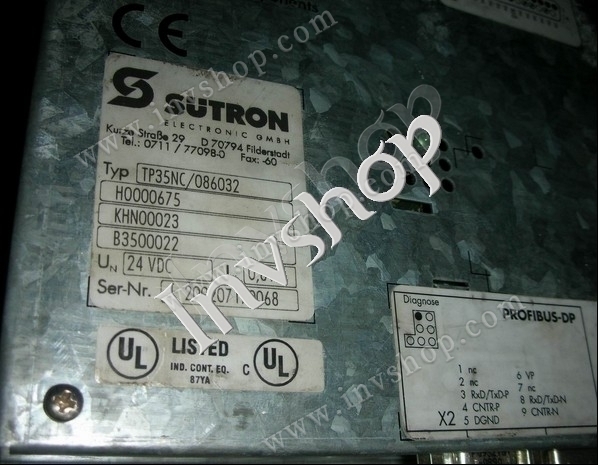 CE
SUTRON
ELECTRONIC GMBH
Kurze Straße 29 D 70794 Filderstadt
Tel.: 0711 / 77098-0 Fax: -60
Typ TP35NC/086032
H0000675
KHN00023
B3500022
UN 24 VDC I
Ser-Nr.
UL LISTED C UL
IND. CONT. EQ.
87YA
Diagnose
PROFIBUS-DP
1 nc
2 nc
3 RxD/TxD-P
4 CNTR-P
X2 5 DGND
6 VP
7 nc
8 RxD/TxD-N
9 CNTR-N
Invshop
www.invshop.com